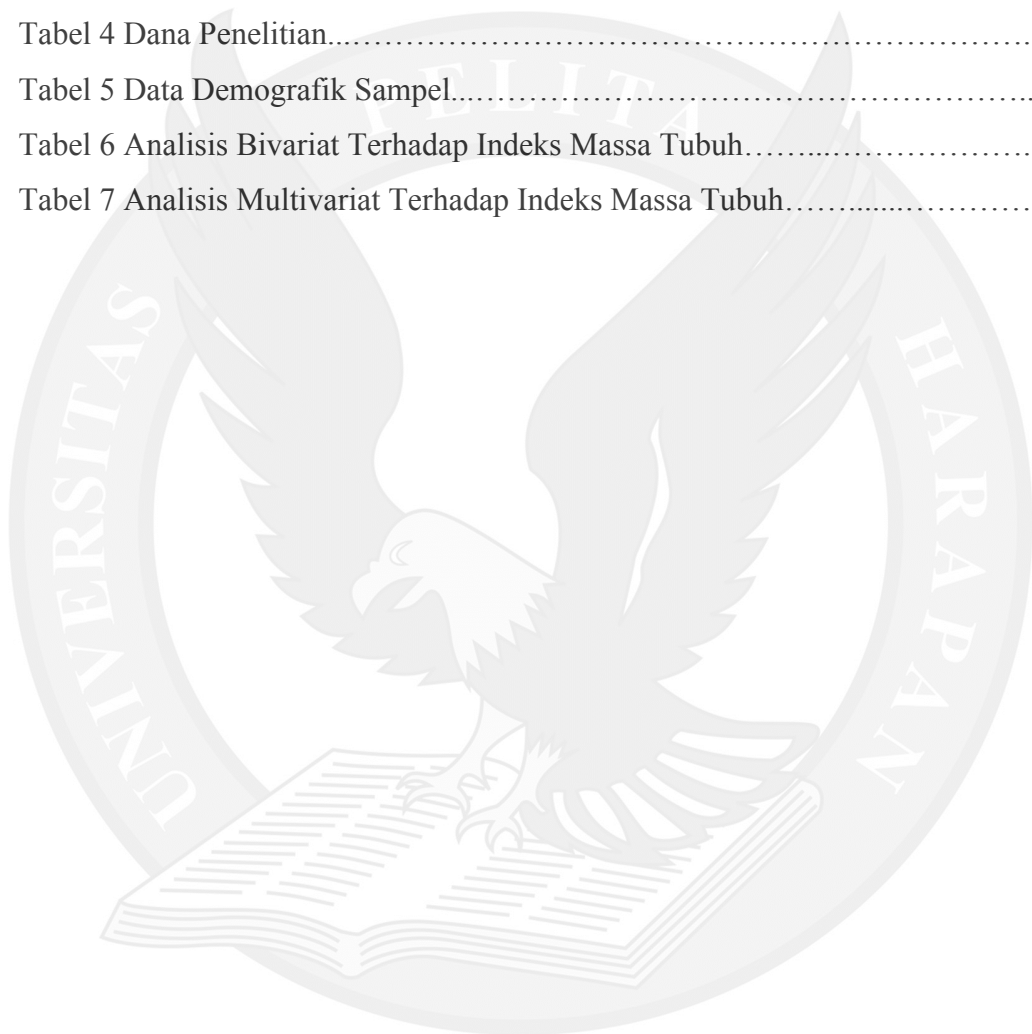 Tabel 4 Dana Penelitian...……………………………………………………….
Tabel 5 Data Demografik Sampel...……………………………………………..
Tabel 6 Analisis Bivariat Terhadap Indeks Massa Tubuh……...……………….
Tabel 7 Analisis Multivariat Terhadap Indeks Massa Tubuh…….......…………
UNIVERSITAS PELITA HARAPAN